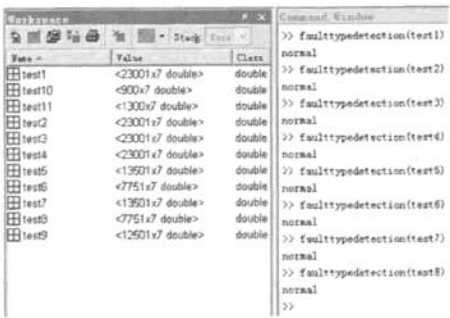 Workspace
Stack
Base
Name
Value
Class
test1 <23001x7 double> double
test10 <900x7 double> double
test11 <1300x7 double> double
test2 <23001x7 double> double
test3 <23001x7 double> double
test4 <23001x7 double> double
test5 <13501x7 double> double
test6 <7751x7 double> double
test7 <13501x7 double> double
test8 <7751x7 double> double
test9 <12501x7 double> double
Command Window
>> faulttypedetection(test1)
normal
>> faulttypedetection(test2)
normal
>> faulttypedetection(test3)
normal
>> faulttypedetection(test4)
normal
>> faulttypedetection(test5)
normal
>> faulttypedetection(test6)
normal
>> faulttypedetection(test7)
normal
>> faulttypedetection(test8)
normal
>>